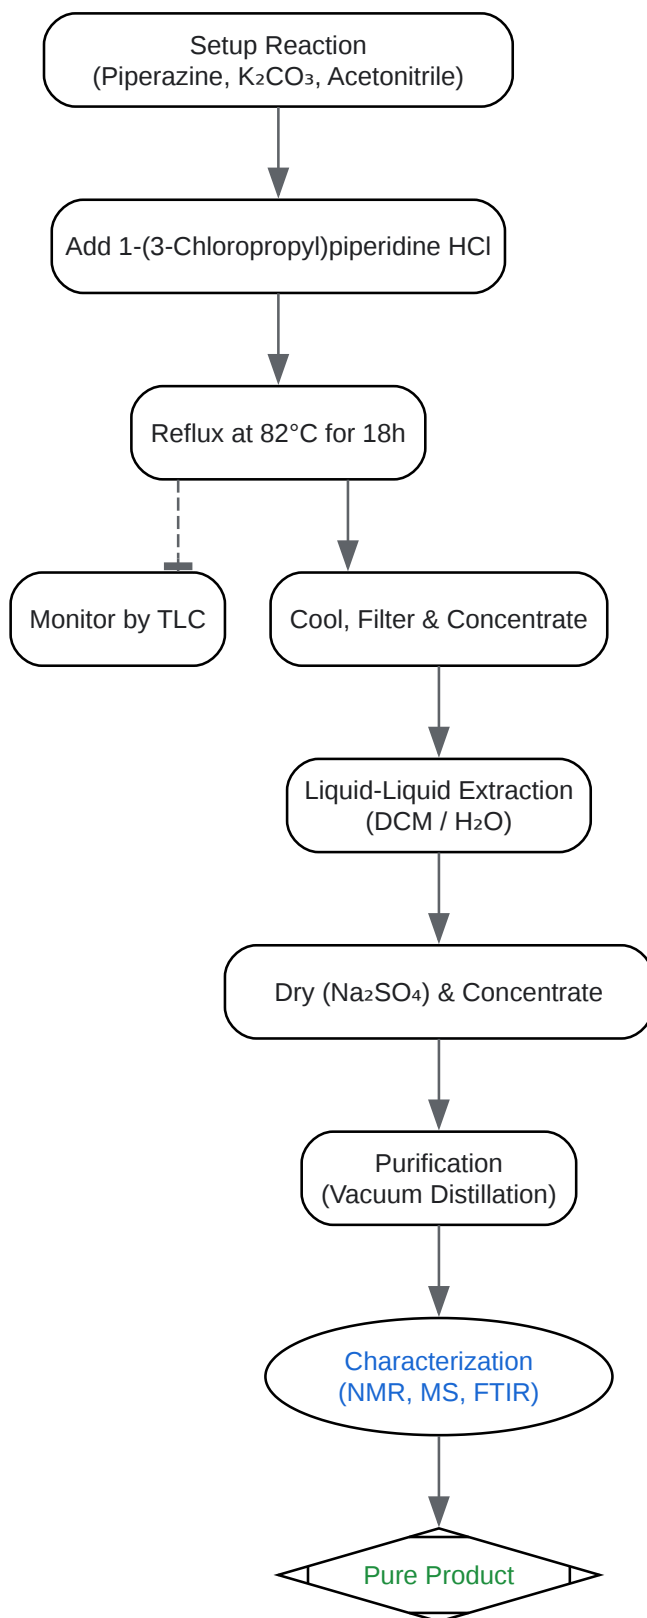 Setup Reaction
(Piperazine, K₂CO₃, Acetonitrile)
Add 1-(3-Chloropropyl)piperidine HCl
Reflux at 82°C for 18h
Monitor by TLC
Cool, Filter & Concentrate
Liquid-Liquid Extraction
(DCM / H₂O)
Dry (Na₂SO₄) & Concentrate
Purification
(Vacuum Distillation)
Characterization
(NMR, MS, FTIR)
Pure Product